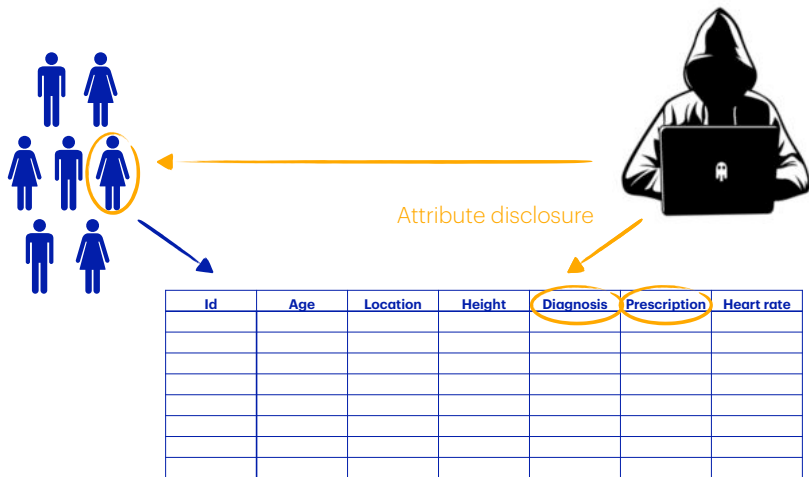 Attribute disclosure
Id Age Location Height Diagnosis Prescription Heart rate